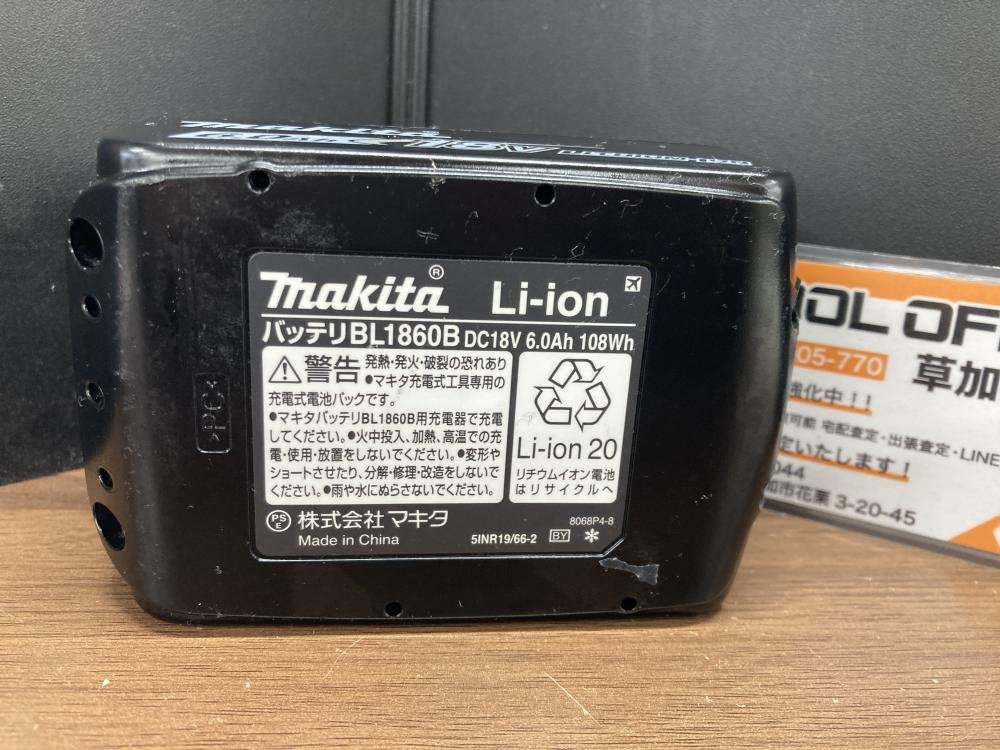 makita® Li-ion
バッテリBL1860B DC18V 6.0Ah 108Wh
警告 発熱・発火・破裂の恐れあり
●マキタ充電式工具専用の
充電式電池パックです。
●マキタバッテリBL1860B用充電器で充電
してください。●火中投入、加熱、高温での充
電・使用・放置をしないでください。●変形や
ショートさせたり、分解・修理・改造をしないで
ください。●雨や水にぬらさないでください。
Li-ion 20
リチウムイオン電池
はリサイクルへ
PSE 株式会社マキタ
8068P4-8
Made in China
5INR19/66-2 BY
>PC<
OL OF
05-770
草加
強化中！！
可能 宅配査定・出張査定・LINE
定いたします！
044
加市花栗 3-20-45